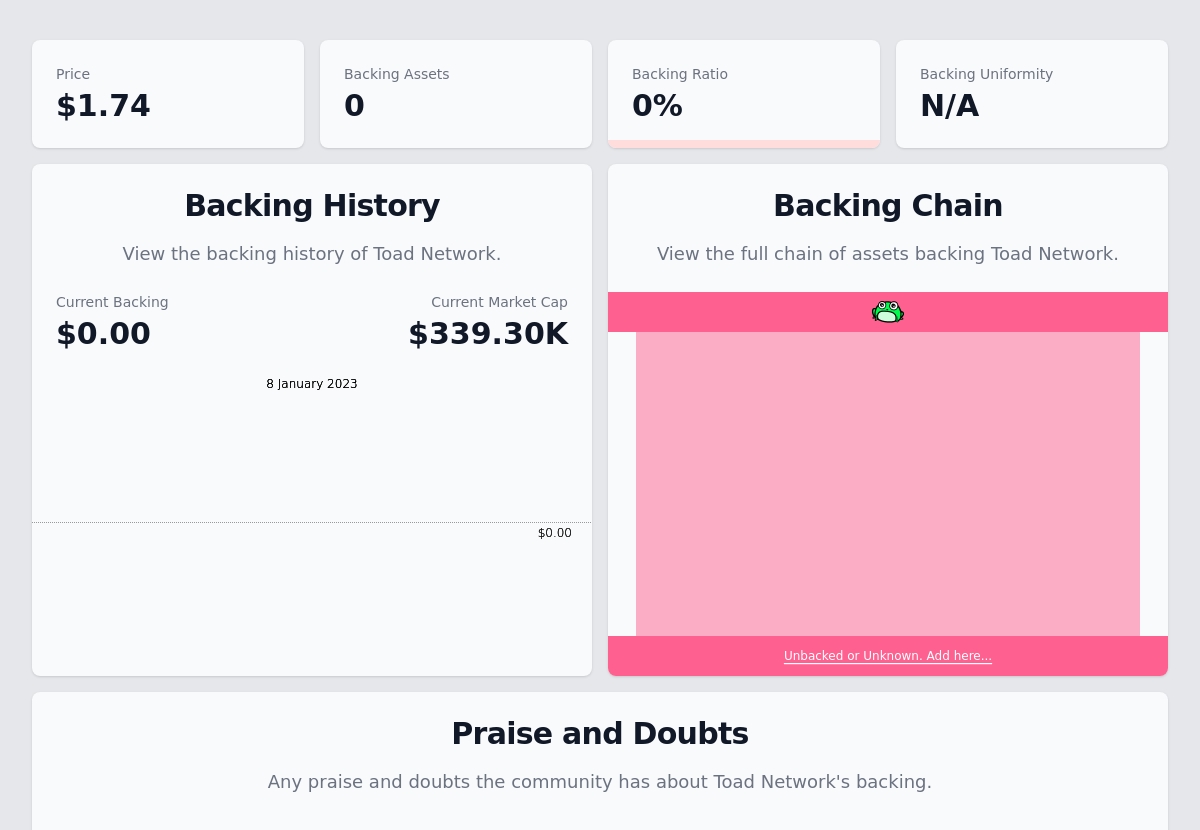 Price
$1.74
Backing Assets
0
Backing Ratio
0%
Backing Uniformity
N/A
Backing History
View the backing history of Toad Network.
Current Backing
$0.00
Current Market Cap
$339.30K
8 January 2023
$0.00
Backing Chain
View the full chain of assets backing Toad Network.
Unbacked or Unknown. Add here...
Praise and Doubts
Any praise and doubts the community has about Toad Network's backing.